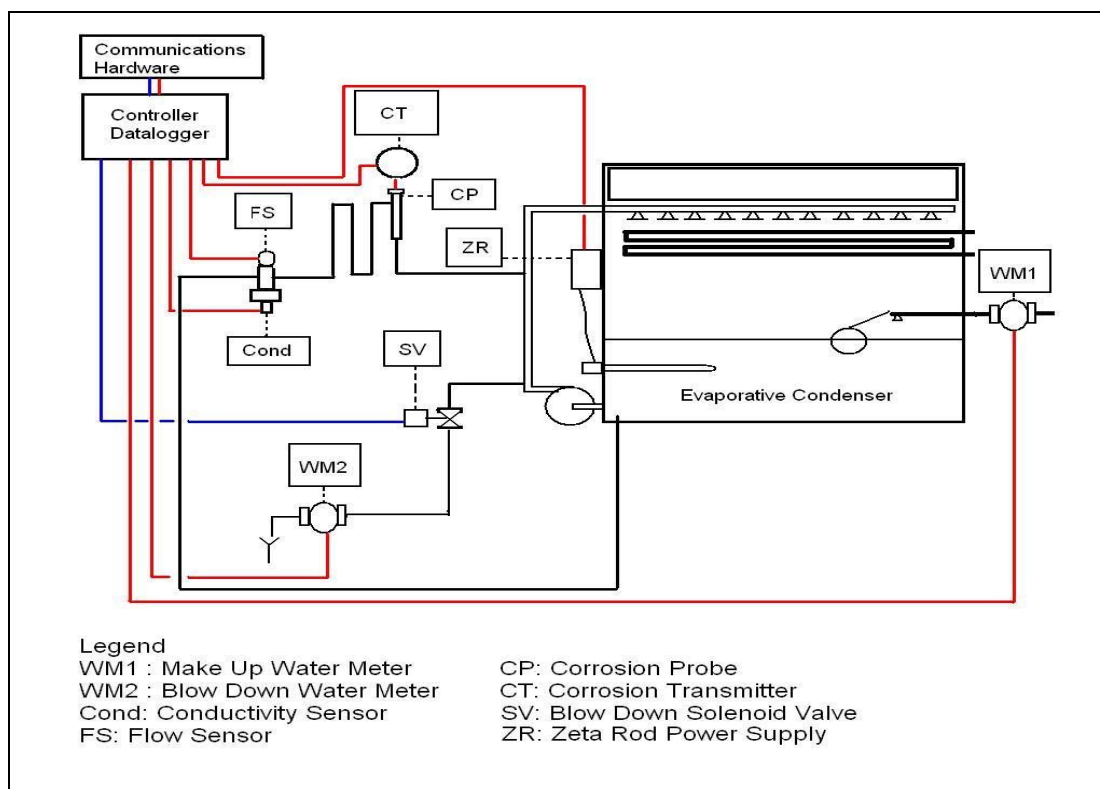 Communications
Hardware
Controller
Datalogger
CT
CP
FS
ZR
WM1
Cond
SV
Evaporative Condenser
WM2
Legend
WM1 : Make Up Water Meter
WM2 : Blow Down Water Meter
Cond: Conductivity Sensor
FS: Flow Sensor
CP: Corrosion Probe
CT: Corrosion Transmitter
SV: Blow Down Solenoid Valve
ZR: Zeta Rod Power Supply